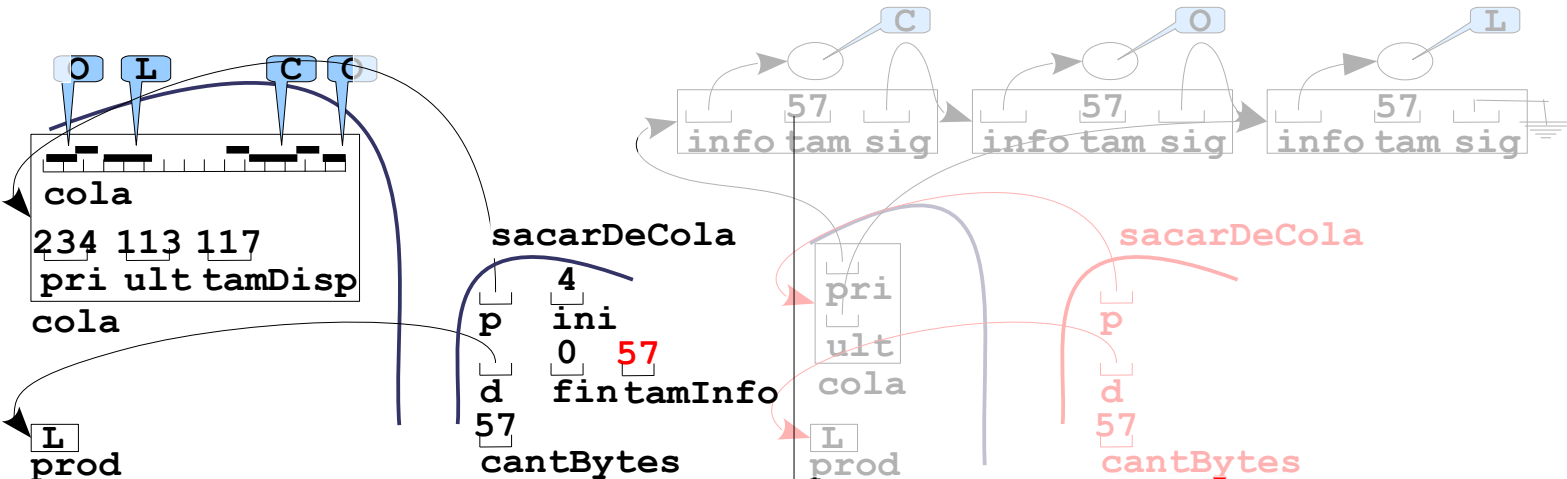 C O L
O L C O
57 57 57
info tam sig info tam sig info tam sig
cola
234 113 117
pri ult tamDisp
cola
sacarDeCola
4
p ini
0 57
d fin tamInfo
57
cantBytes
L
prod
sacarDeCola
pri
p
ult
cola
d
57
cantBytes
L
prod